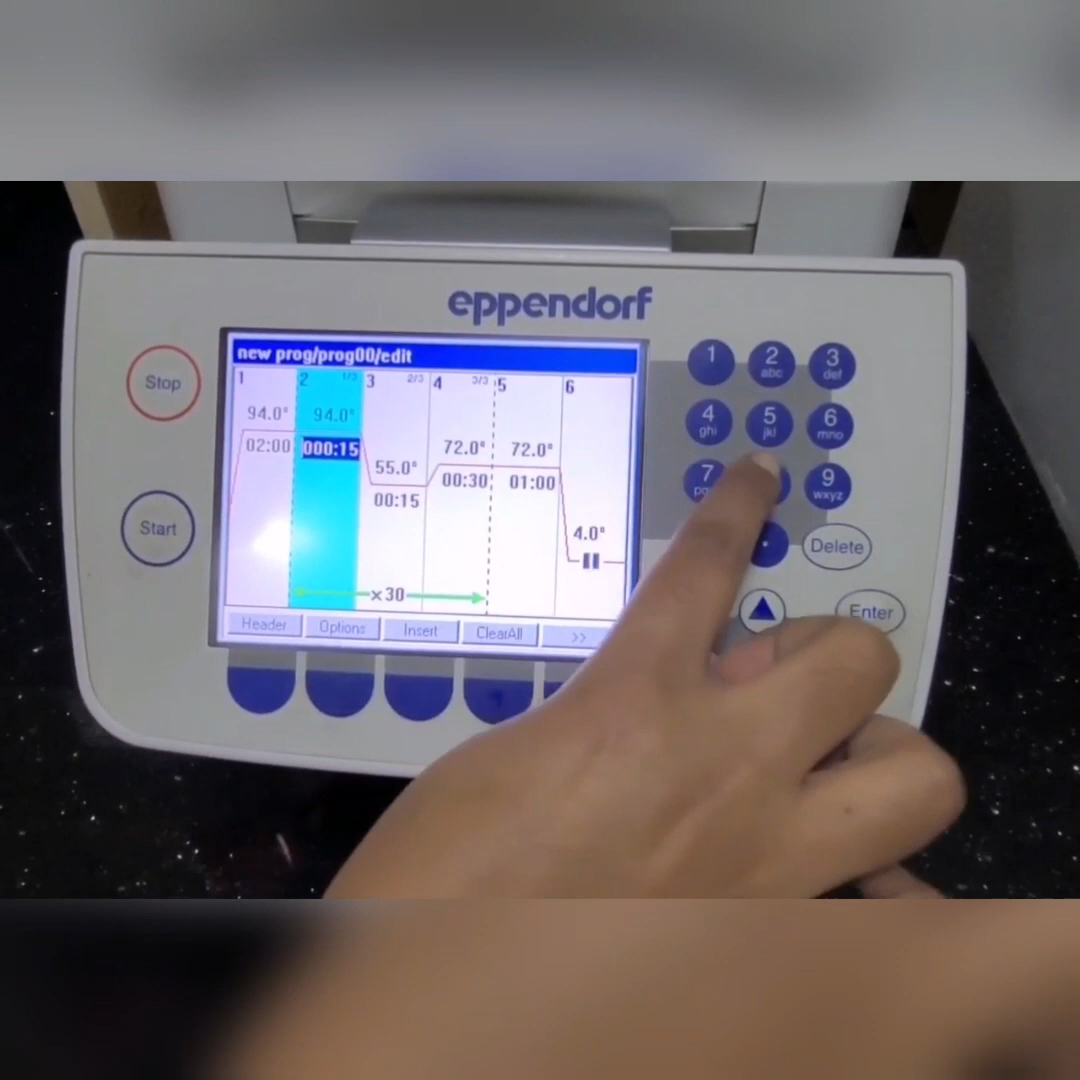 eppendorf
new prog/prog00/edit
1 2 1/3 3 2/3 4 3/3 5 6
94.0° 94.0°
02:00 000:15
55.0°
00:15
72.0° 72.0°
00:30 01:00
4.0°
×30
Header Options Insert ClearAll >>
Stop
Start
1 2 3
abc def
4 5 6
ghi jkl mno
7 9
wxyz
Delete
Enter